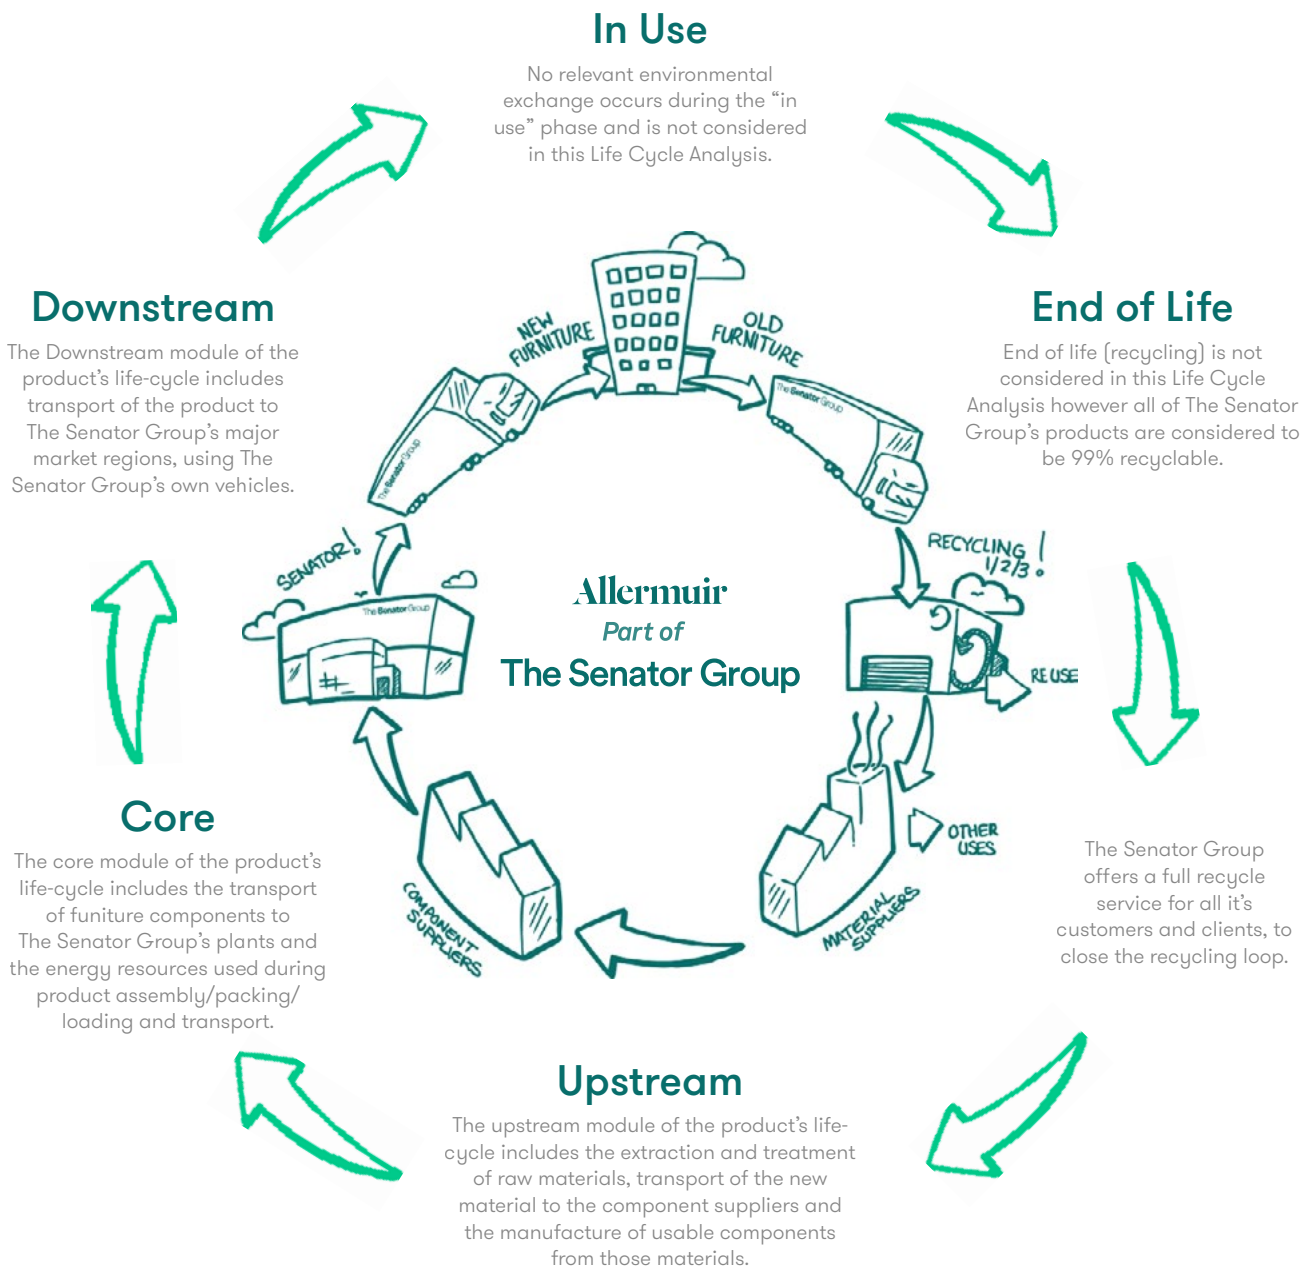 In Use
No relevant environmental
exchange occurs during the “in
use” phase and is not considered
in this Life Cycle Analysis.
Downstream
The Downstream module of the
product’s life-cycle includes
transport of the product to
The Senator Group’s major
market regions, using The
Senator Group’s own vehicles.
End of Life
End of life (recycling) is not
considered in this Life Cycle
Analysis however all of The Senator
Group’s products are considered to
be 99% recyclable.
NEW
FURNITURE
OLD
FURNITURE
The Senator Group
The Senator Group
SENATOR!
The Senator Group
RECYCLING!
1/2/3
RE USE
Allermuir
Part of
The Senator Group
COMPONENT
SUPPLIERS
MATERIAL
SUPPLIERS
OTHER
USES
Core
The core module of the product’s
life-cycle includes the transport
of funiture components to
The Senator Group’s plants and
the energy resources used during
product assembly/packing/
loading and transport.
The Senator Group
offers a full recycle
service for all it’s
customers and clients, to
close the recycling loop.
Upstream
The upstream module of the product’s life-
cycle includes the extraction and treatment
of raw materials, transport of the new
material to the component suppliers and
the manufacture of usable components
from those materials.